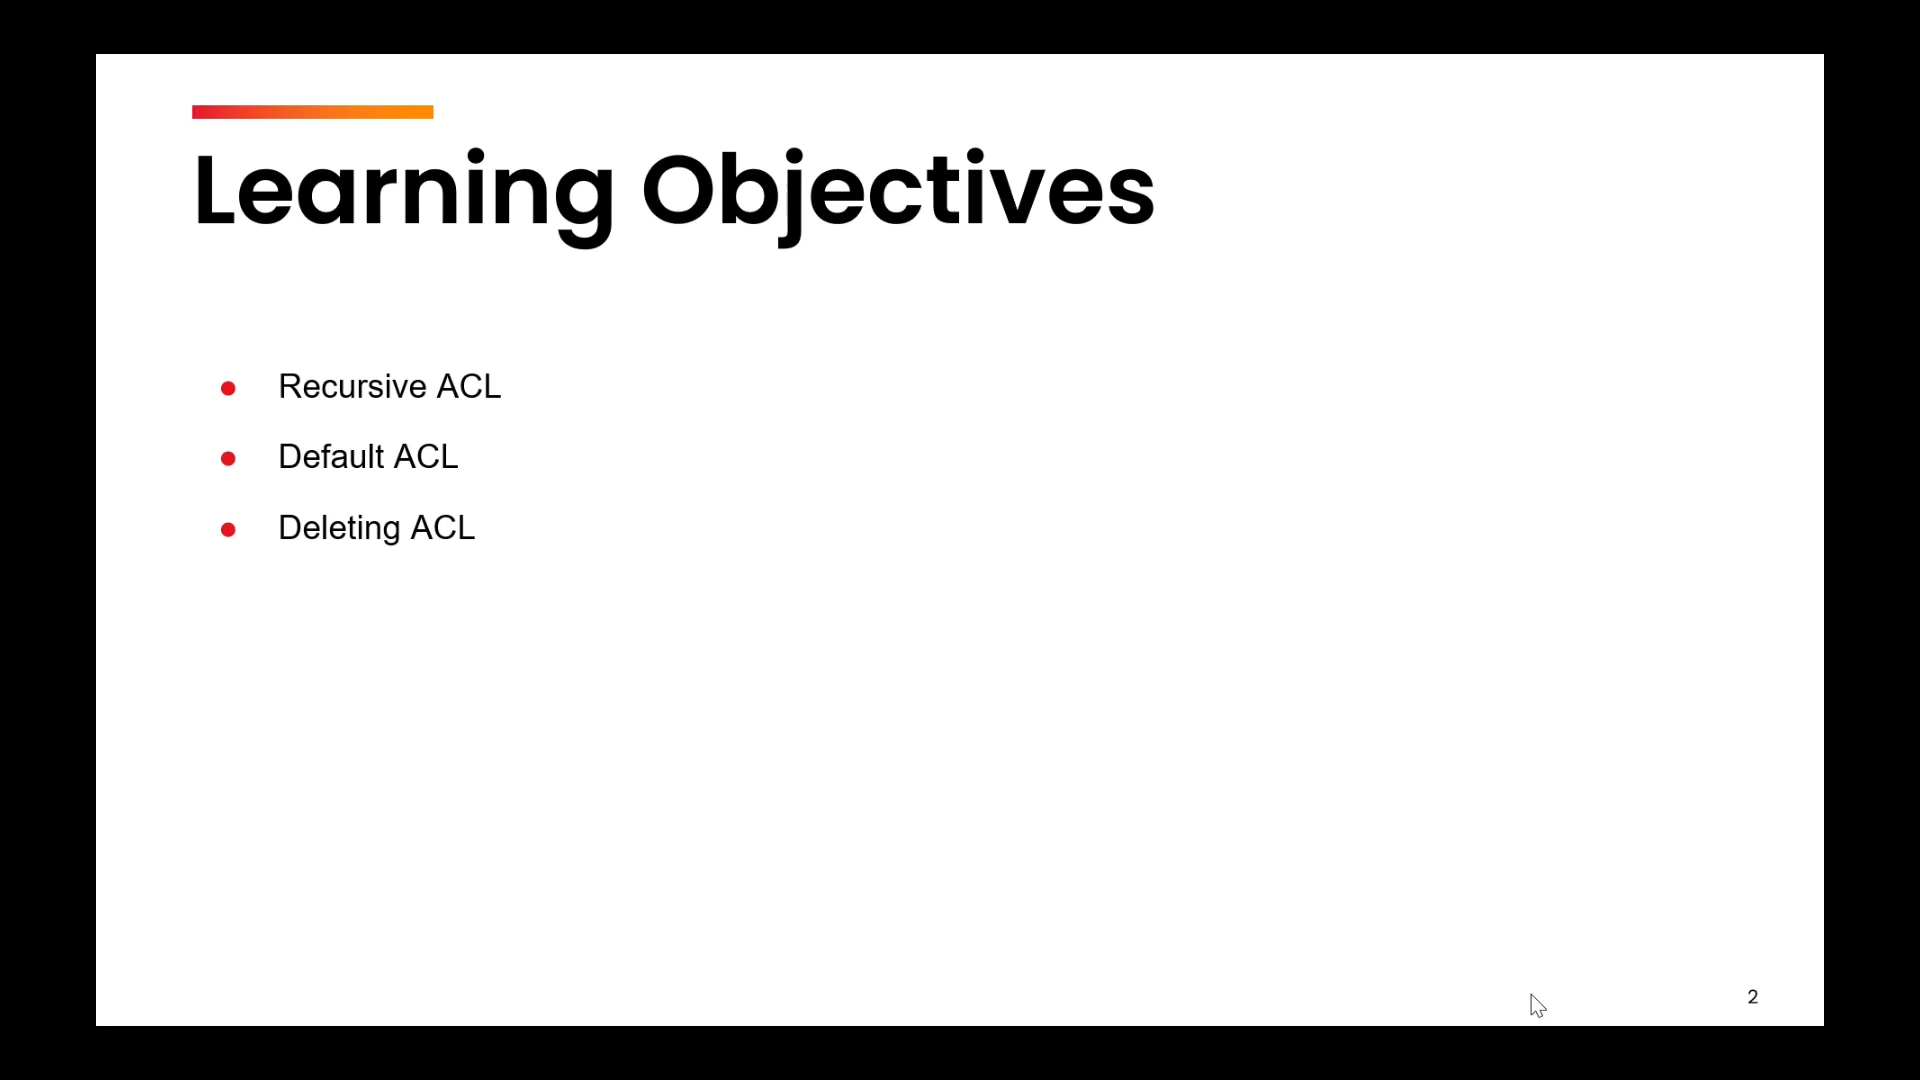 Learning Objectives
● Recursive ACL
● Default ACL
● Deleting ACL
2